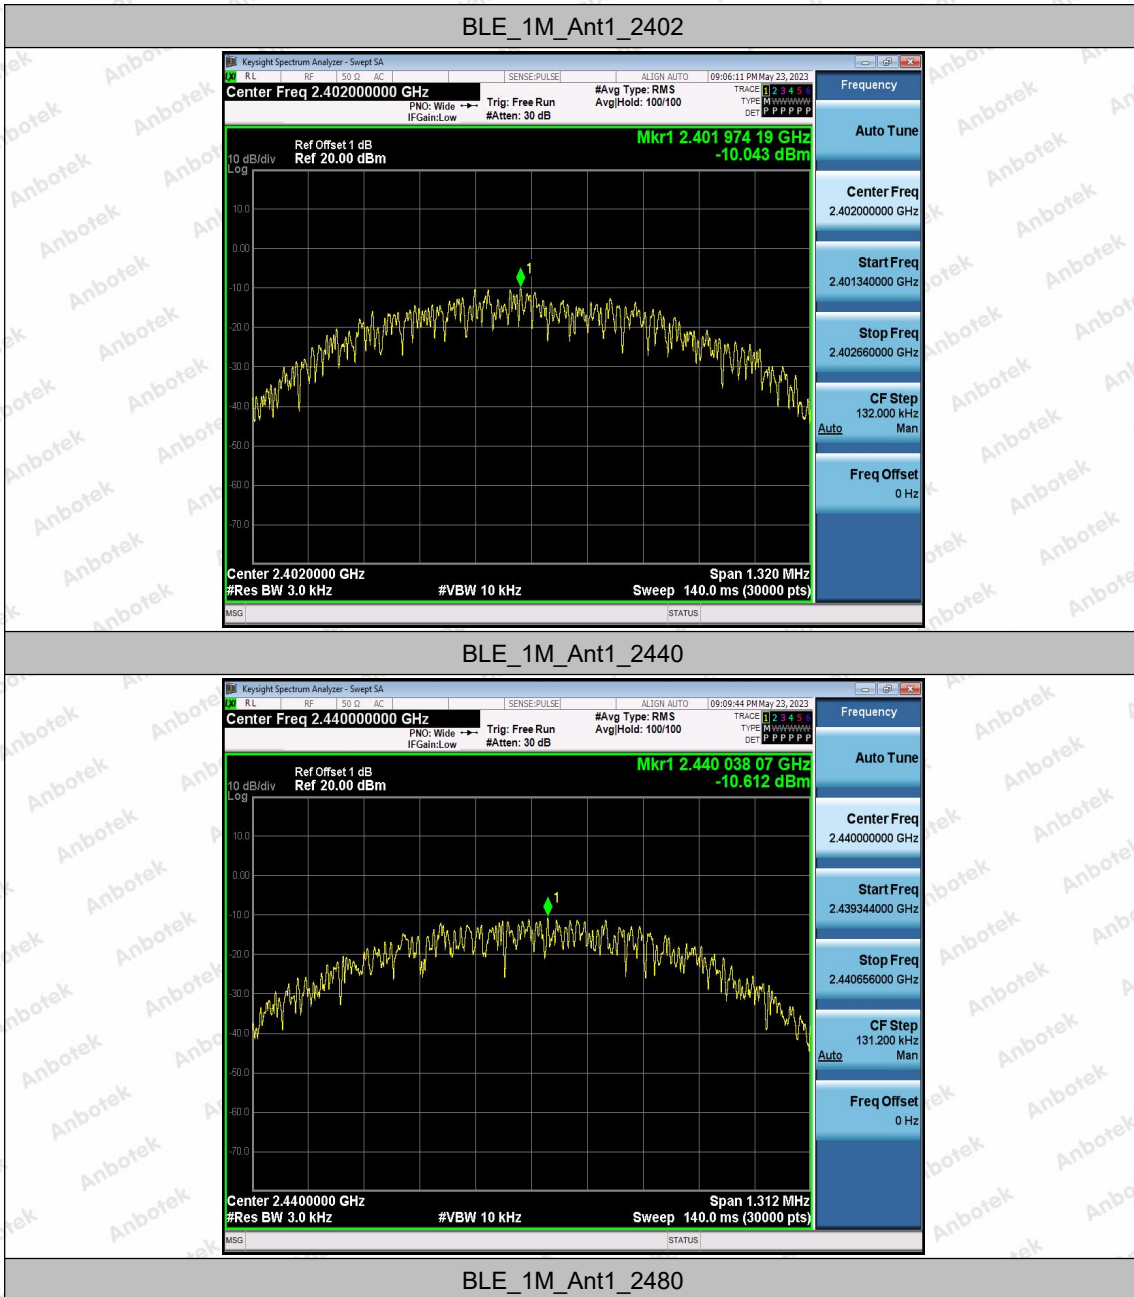 BLE_1M_Ant1_2402
Keysight Spectrum Analyzer - Swept SA
LXI RL RF 50 Ω AC SENSE:PULSE ALIGN AUTO 09:06:11 PM May 23, 2023
Center Freq 2.402000000 GHz
PNO: Wide
IFGain:Low
Trig: Free Run
#Atten: 30 dB
#Avg Type: RMS
Avg|Hold: 100/100
TRACE 1 2 3 4 5 6
TYPE M WWWWW
DET P P P P P P
Frequency
Mkr1 2.401 974 19 GHz
-10.043 dBm
Ref Offset 1 dB
10 dB/div Ref 20.00 dBm
Log
10.0
0.00
-10.0
-20.0
-30.0
-40.0
-50.0
-60.0
-70.0
1
Auto Tune
Center Freq
2.402000000 GHz
Start Freq
2.401340000 GHz
Stop Freq
2.402660000 GHz
CF Step
132.000 kHz
Auto Man
Freq Offset
0 Hz
Center 2.4020000 GHz Span 1.320 MHz
#Res BW 3.0 kHz #VBW 10 kHz Sweep 140.0 ms (30000 pts)
MSG STATUS
BLE_1M_Ant1_2440
Keysight Spectrum Analyzer - Swept SA
LXI RL RF 50 Ω AC SENSE:PULSE ALIGN AUTO 09:09:44 PM May 23, 2023
Center Freq 2.440000000 GHz
PNO: Wide
IFGain:Low
Trig: Free Run
#Atten: 30 dB
#Avg Type: RMS
Avg|Hold: 100/100
TRACE 1 2 3 4 5 6
TYPE M WWWWW
DET P P P P P P
Frequency
Mkr1 2.440 038 07 GHz
-10.612 dBm
Ref Offset 1 dB
10 dB/div Ref 20.00 dBm
Log
10.0
0.00
-10.0
-20.0
-30.0
-40.0
-50.0
-60.0
-70.0
1
Auto Tune
Center Freq
2.440000000 GHz
Start Freq
2.439344000 GHz
Stop Freq
2.440656000 GHz
CF Step
131.200 kHz
Auto Man
Freq Offset
0 Hz
Center 2.4400000 GHz Span 1.312 MHz
#Res BW 3.0 kHz #VBW 10 kHz Sweep 140.0 ms (30000 pts)
MSG STATUS
BLE_1M_Ant1_2480
Anbotek